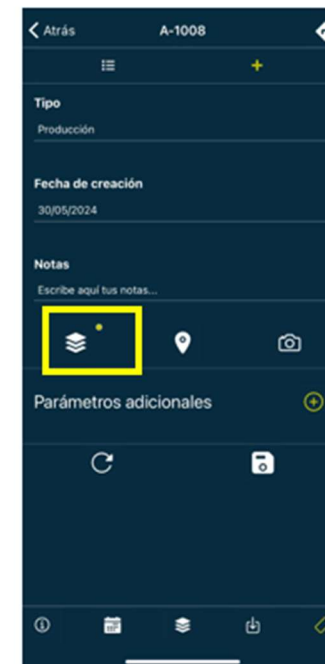 Atrás A-1008
Tipo
Producción
Fecha de creación
30/05/2024
Notas
Escribe aquí tus notas...
Parámetros adicionales